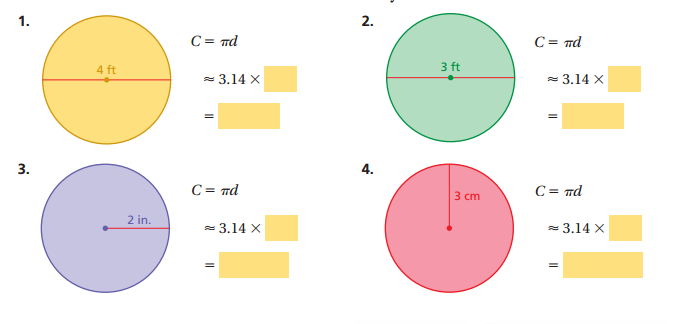 1.
4 ft
C = πd
≈ 3.14 ×
=
2.
3 ft
C = πd
≈ 3.14 ×
=
3.
2 in.
C = πd
≈ 3.14 ×
=
4.
3 cm
C = πd
≈ 3.14 ×
=